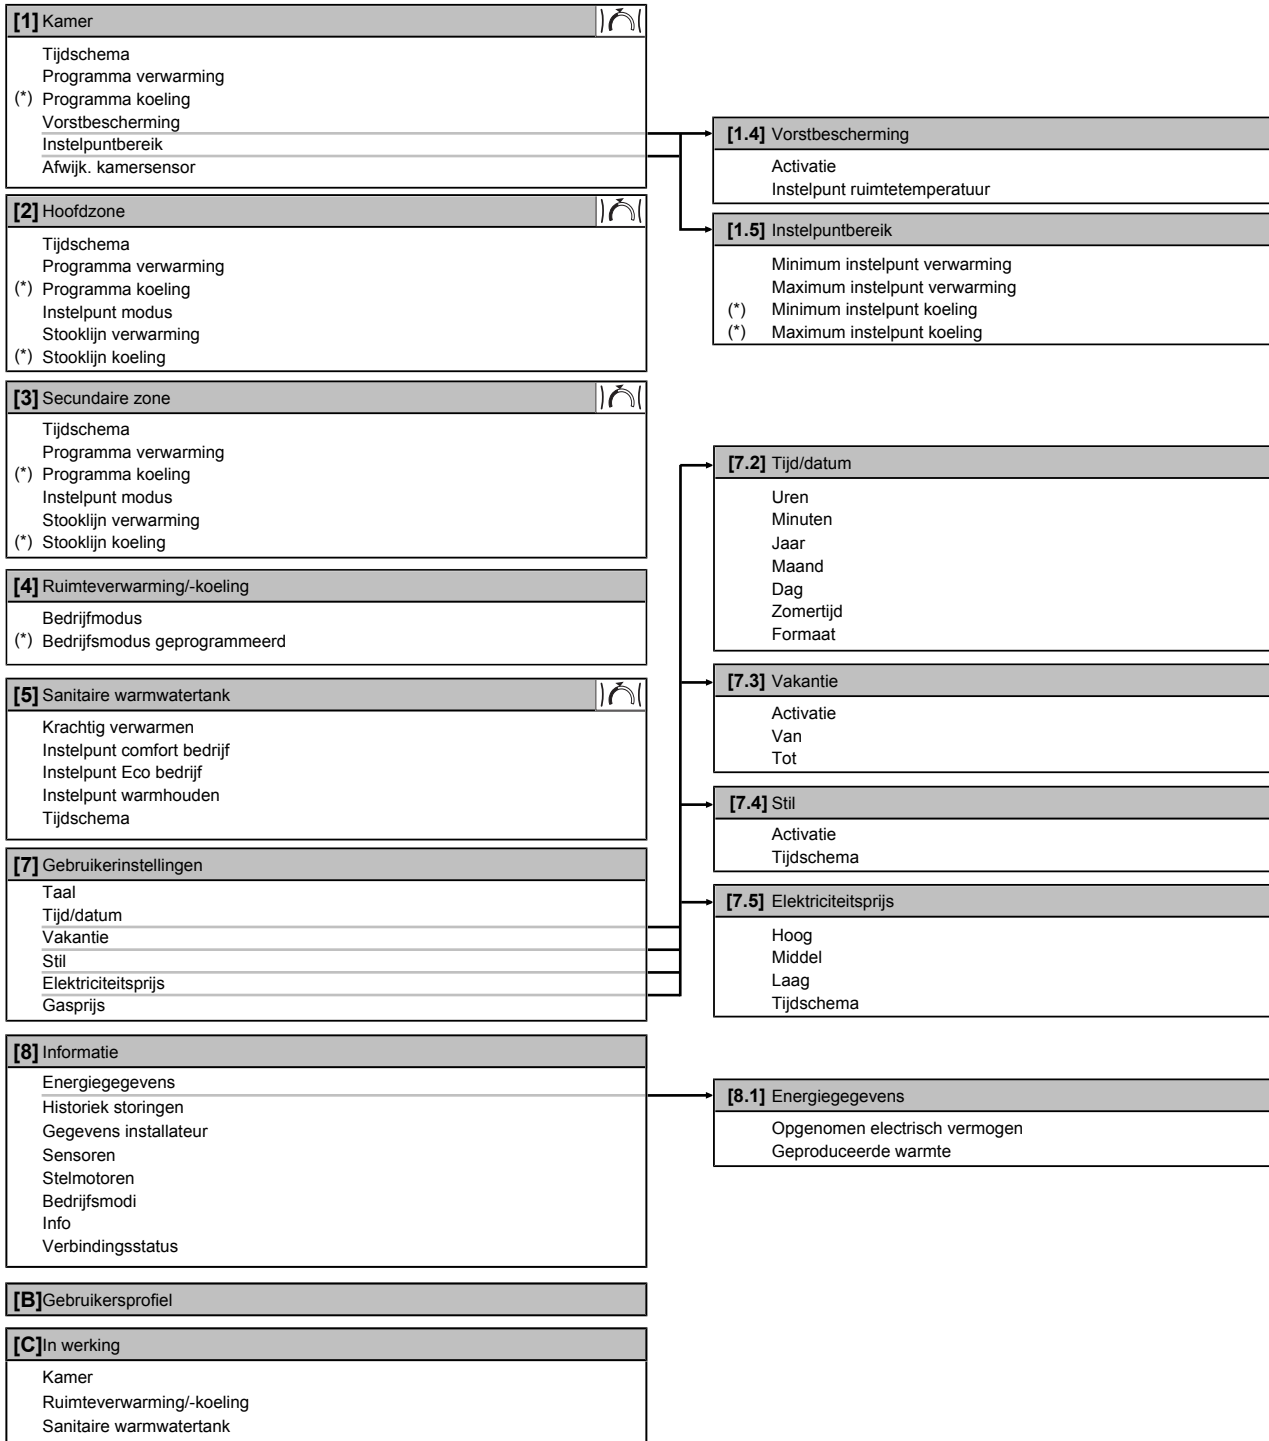 [1] Kamer
Tijdschema
Programma verwarming
(*) Programma koeling
Vorstbescherming
Instelpuntbereik
Afwijk. kamersensor
[1.4] Vorstbescherming
Activatie
Instelpunt ruimtetemperatuur
[1.5] Instelpuntbereik
Minimum instelpunt verwarming
Maximum instelpunt verwarming
(*) Minimum instelpunt koeling
(*) Maximum instelpunt koeling
[2] Hoofdzone
Tijdschema
Programma verwarming
(*) Programma koeling
Instelpunt modus
Stooklijn verwarming
(*) Stooklijn koeling
[3] Secundaire zone
Tijdschema
Programma verwarming
(*) Programma koeling
Instelpunt modus
Stooklijn verwarming
(*) Stooklijn koeling
[4] Ruimteverwarming/-koeling
Bedrijfmodus
(*) Bedrijfsmodus geprogrammeerd
[5] Sanitaire warmwatertank
Krachtig verwarmen
Instelpunt comfort bedrijf
Instelpunt Eco bedrijf
Instelpunt warmhouden
Tijdschema
[7] Gebruikerinstellingen
Taal
Tijd/datum
Vakantie
Stil
Elektriciteitsprijs
Gasprijs
[7.2] Tijd/datum
Uren
Minuten
Jaar
Maand
Dag
Zomertijd
Formaat
[7.3] Vakantie
Activatie
Van
Tot
[7.4] Stil
Activatie
Tijdschema
[7.5] Elektriciteitsprijs
Hoog
Middel
Laag
Tijdschema
[8] Informatie
Energiegegevens
Historiek storingen
Gegevens installateur
Sensoren
Stelmotoren
Bedrijfsmodi
Info
Verbindingsstatus
[8.1] Energiegegevens
Opgenomen electrisch vermogen
Geproduceerde warmte
[B]Gebruikersprofiel
[C]In werking
Kamer
Ruimteverwarming/-koeling
Sanitaire warmwatertank